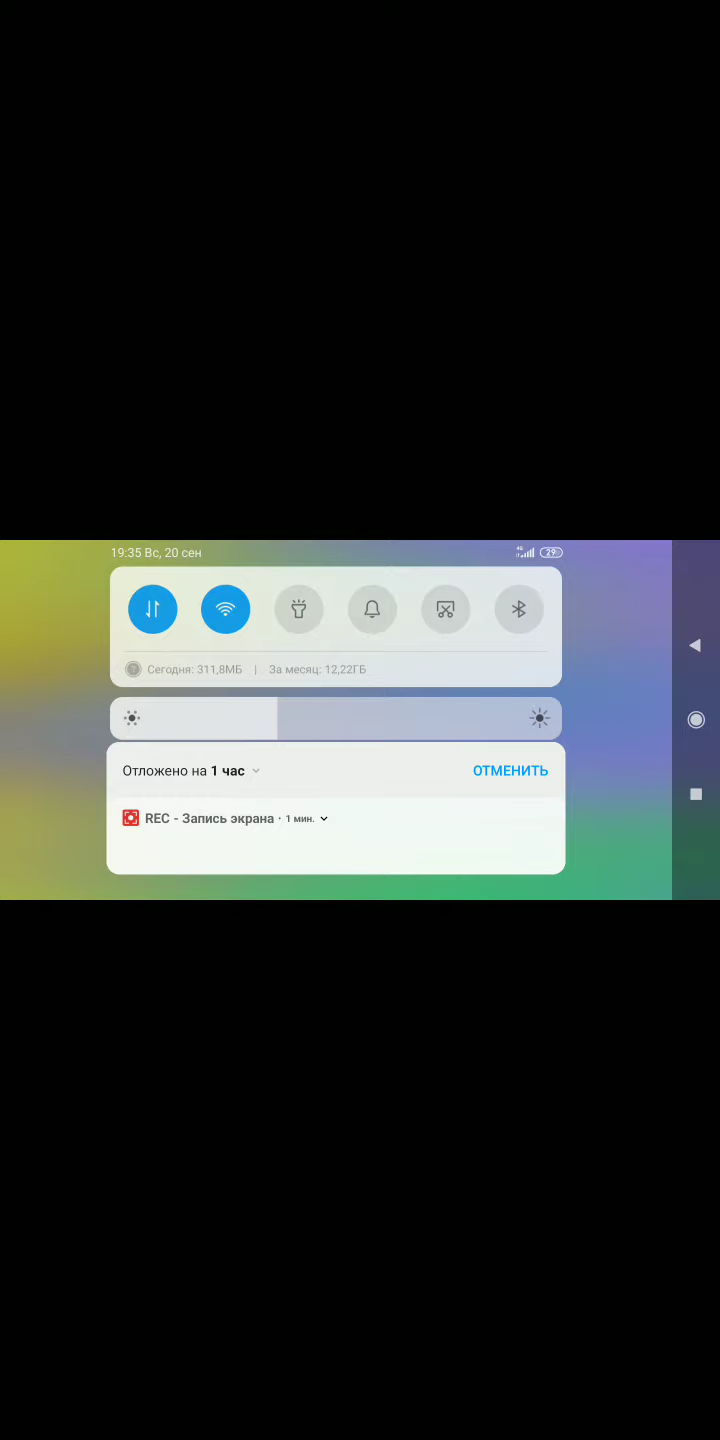 19:35 Вс, 20 сен
4G
29
Сегодня: 311,8МБ | За месяц: 12,22ГБ
Отложено на 1 час
ОТМЕНИТЬ
REC - Запись экрана · 1 мин.